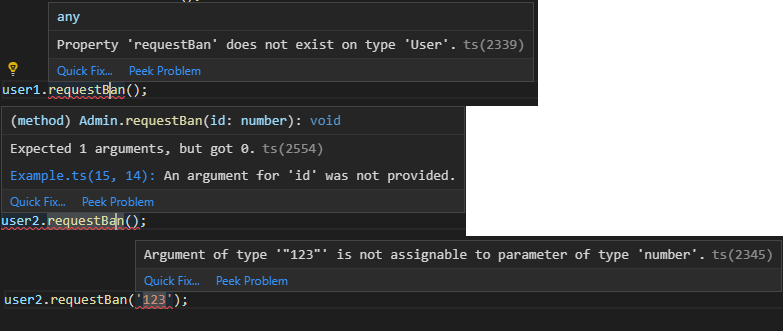 any
Property 'requestBan' does not exist on type 'User'. ts(2339)
Quick Fix... Peek Problem
user1.requestBan();
(method) Admin.requestBan(id: number): void
Expected 1 arguments, but got 0. ts(2554)
Example.ts(15, 14): An argument for 'id' was not provided.
Quick Fix... Peek Problem
user2.requestBan();
Argument of type '"123"' is not assignable to parameter of type 'number'. ts(2345)
Quick Fix... Peek Problem
user2.requestBan('123');